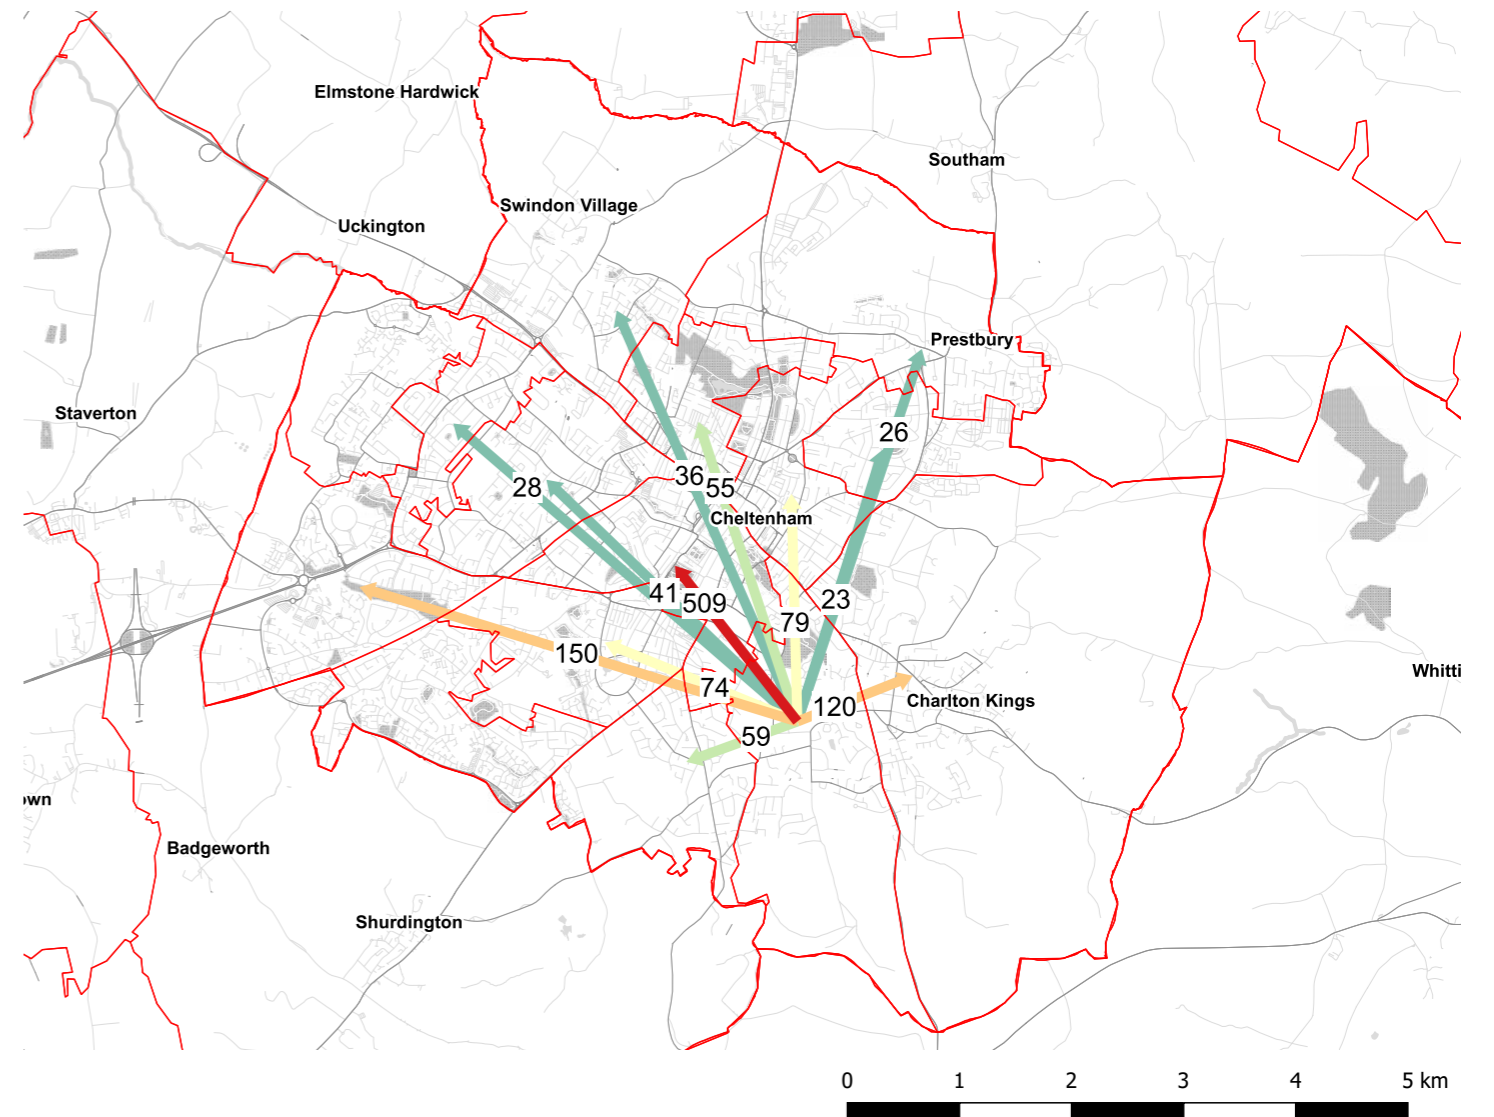 Elmstone Hardwick
Southam
Swindon Village
Uckington
Prestbury
Staverton
26
36
28
55
Cheltenham
41
509
23
79
150
74
120
Whitti
Charlton Kings
59
own
Badgeworth
Shurdington
0 1 2 3 4 5 km